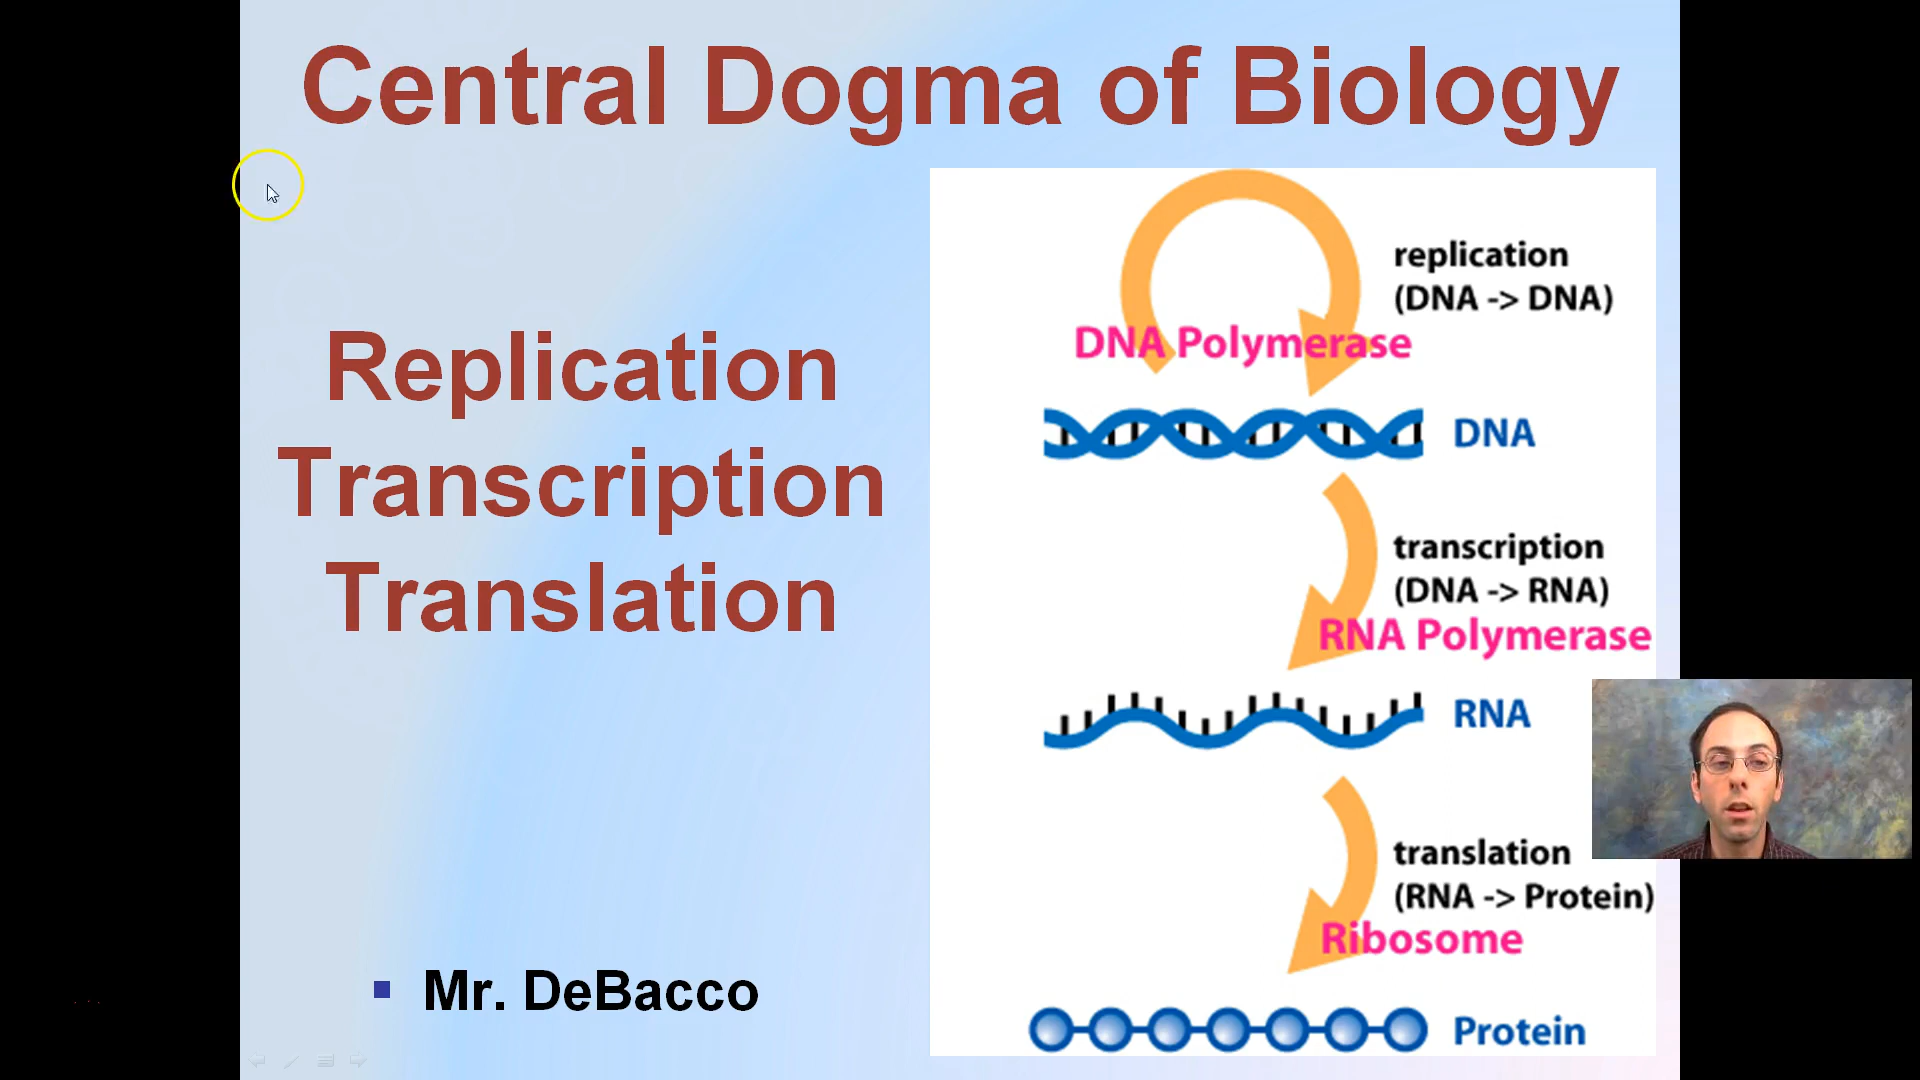 Central Dogma of Biology
Replication
Transcription
Translation
Mr. DeBacco
replication
(DNA -> DNA)
DNA Polymerase
DNA
transcription
(DNA -> RNA)
RNA Polymerase
RNA
translation
(RNA -> Protein)
Ribosome
Protein